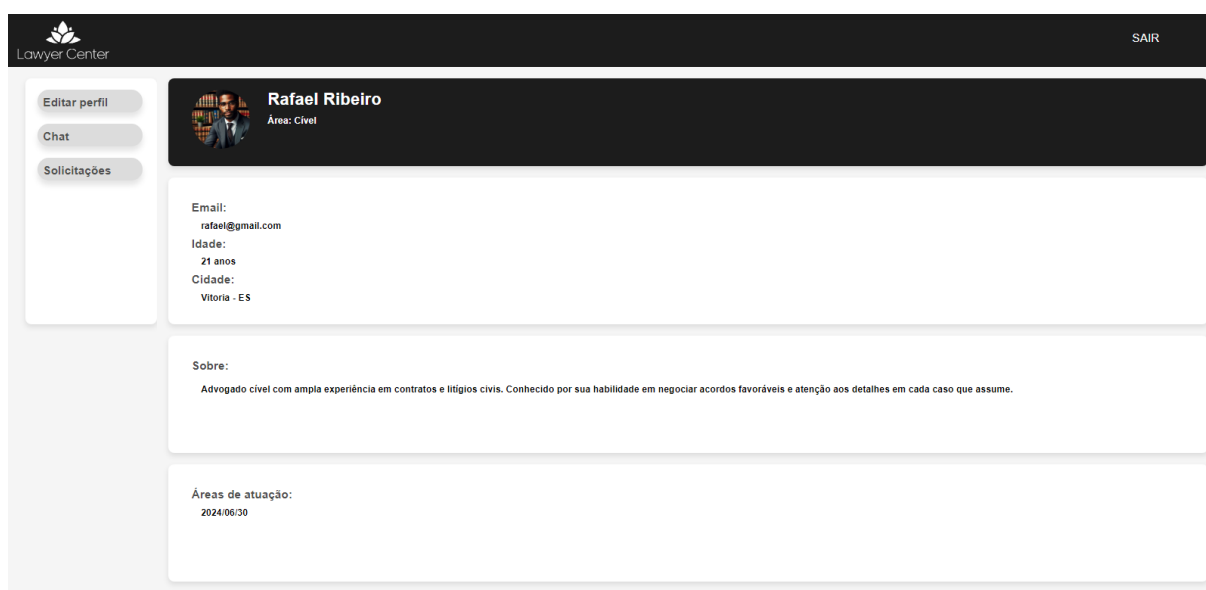 Lawyer Center
SAIR
Editar perfil
Chat
Solicitações
Rafael Ribeiro
Área: Cível
Email:
rafael@gmail.com
Idade:
21 anos
Cidade:
Vitoria - ES
Sobre:
Advogado cível com ampla experiência em contratos e litígios civis. Conhecido por sua habilidade em negociar acordos favoráveis e atenção aos detalhes em cada caso que assume.
Áreas de atuação:
2024/06/30